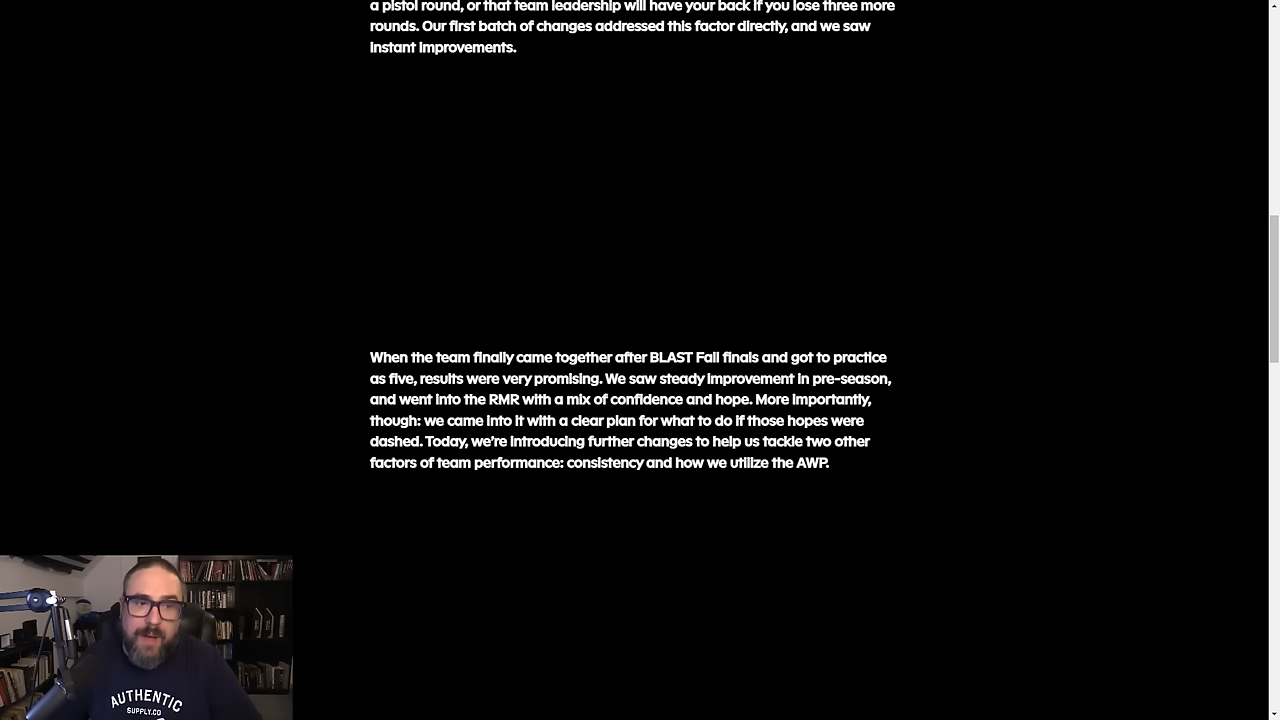 a pistol round, or that team leadership will have your back if you lose three more
rounds. Our first batch of changes addressed this factor directly, and we saw
instant improvements.
When the team finally came together after BLAST Fall finals and got to practice
as five, results were very promising. We saw steady improvement in pre-season,
and went into the RMR with a mix of confidence and hope. More importantly,
though: we came into it with a clear plan for what to do if those hopes were
dashed. Today, we’re introducing further changes to help us tackle two other
factors of team performance: consistency and how we utilize the AWP.
AUTHENTIC
SUPPLY.CO